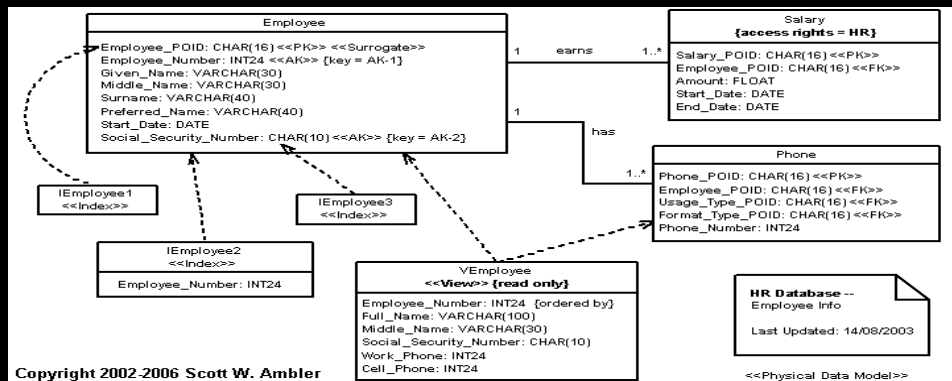 Employee
Employee_POID: CHAR(16) <<PK>> <<Surrogate>>
Employee_Number: INT24 <<AK>> {key = AK-1}
Given_Name: VARCHAR(30)
Middle_Name: VARCHAR(30)
Surname: VARCHAR(40)
Preferred_Name: VARCHAR(40)
Start_Date: DATE
Social_Security_Number: CHAR(10) <<AK>> {key = AK-2}
1
earns
1..*
Salary
{access rights = HR}
Salary_POID: CHAR(16) <<PK>>
Employee_POID: CHAR(16) <<FK>>
Amount: FLOAT
Start_Date: DATE
End_Date: DATE
1
has
1..*
Phone
Phone_POID: CHAR(16) <<PK>>
Employee_POID: CHAR(16) <<FK>>
Usage_Type_POID: CHAR(16) <<FK>>
Format_Type_POID: CHAR(16) <<FK>>
Phone_Number: INT24
IEmployee1
<<Index>>
IEmployee3
<<Index>>
IEmployee2
<<Index>>
Employee_Number: INT24
VEmployee
<<View>> {read only}
Employee_Number: INT24 {ordered by}
Full_Name: VARCHAR(100)
Middle_Name: VARCHAR(30)
Social_Security_Number: CHAR(10)
Work_Phone: INT24
Cell_Phone: INT24
HR Database --
Employee Info
Last Updated: 14/08/2003
Copyright 2002-2006 Scott W. Ambler
<<Physical Data Model>>